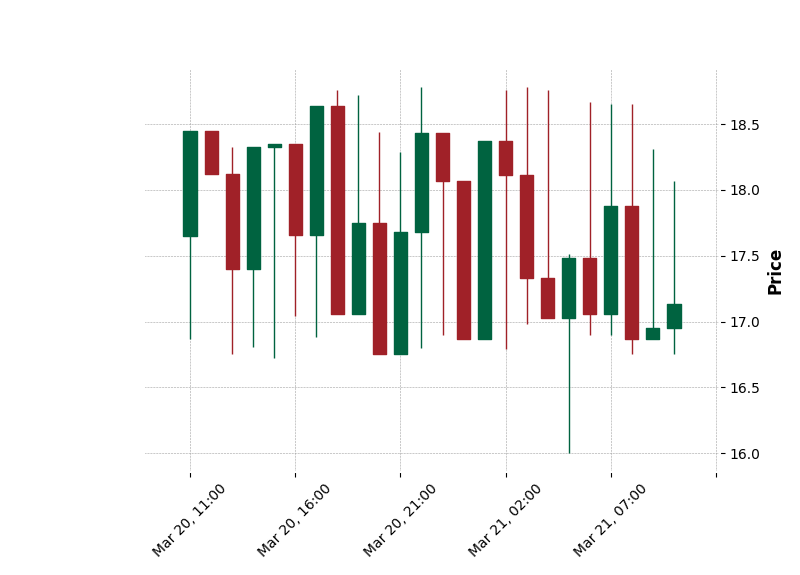 18.5
18.0
17.5
17.0
16.5
16.0
Price
Mar 20, 11:00
Mar 20, 16:00
Mar 20, 21:00
Mar 21, 02:00
Mar 21, 07:00